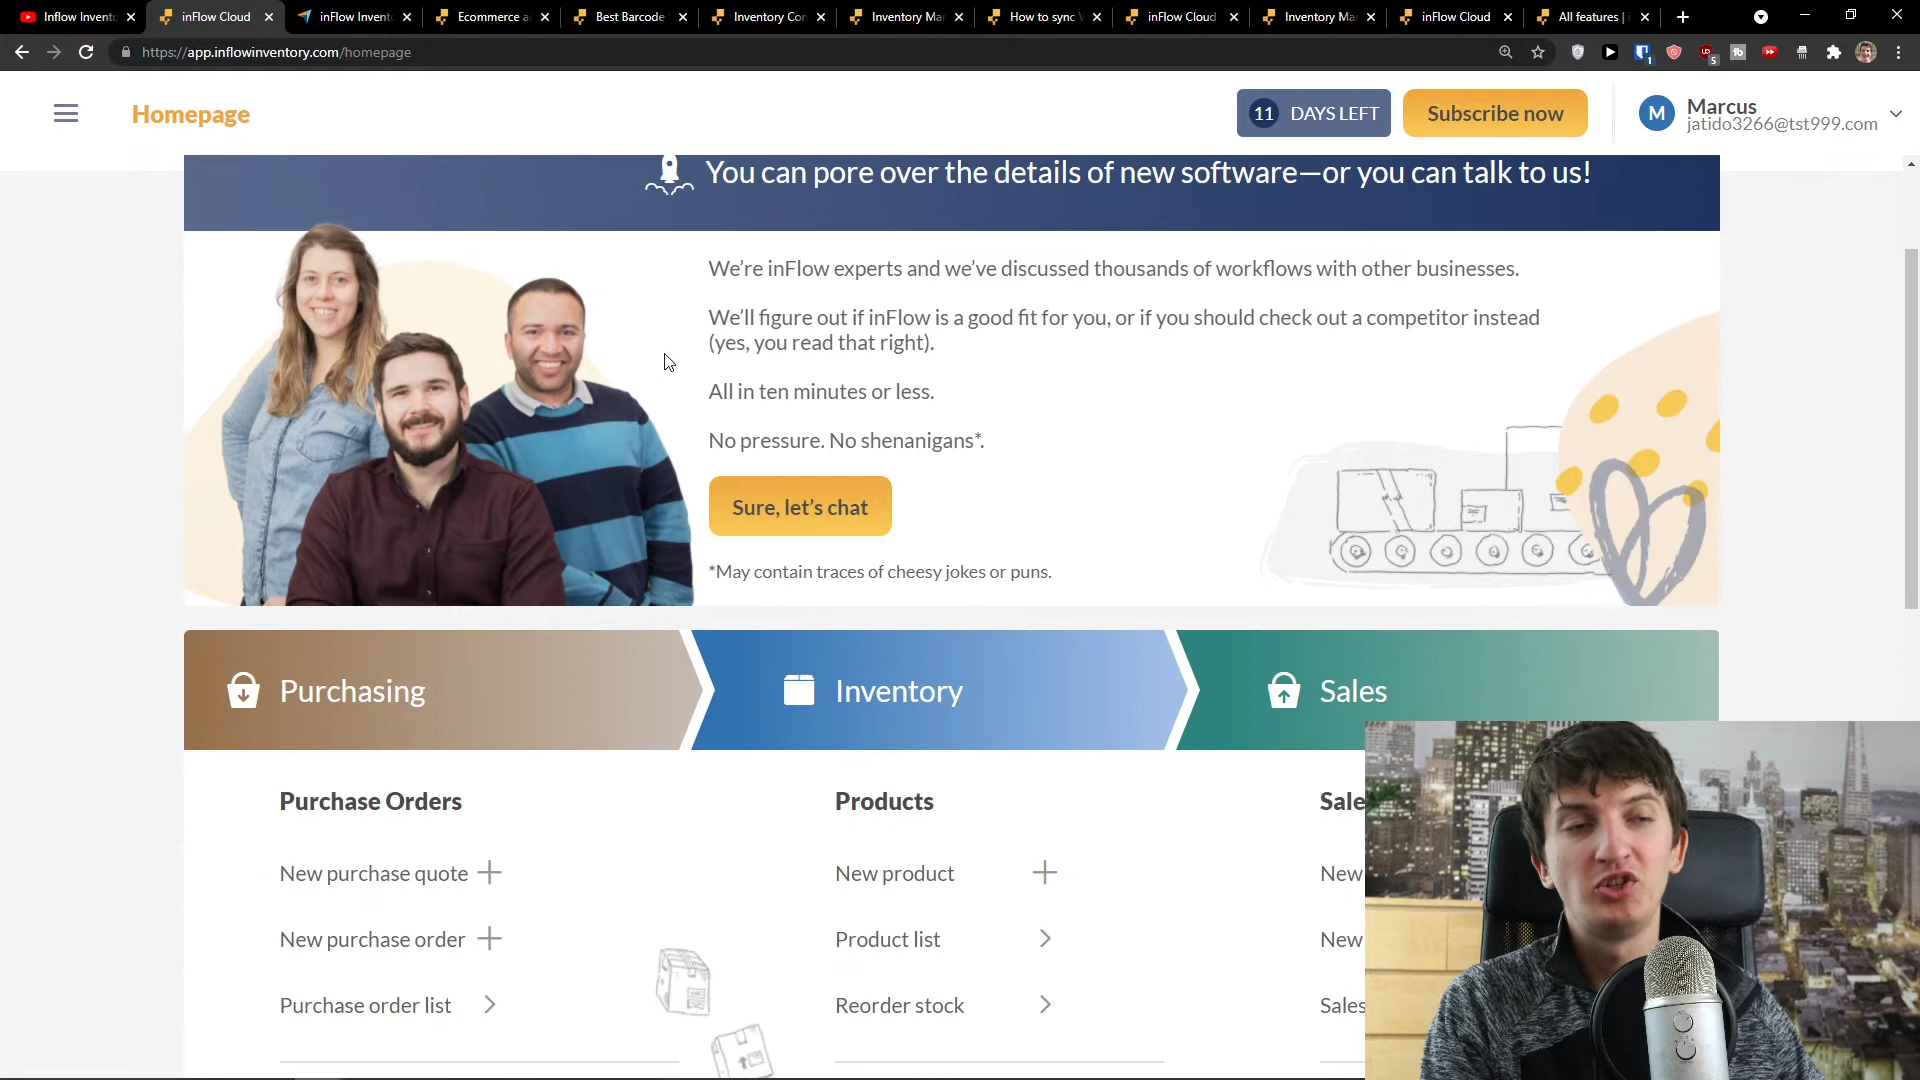 Inflow Invent
inFlow Cloud
inFlow Invent
Ecommerce a
Best Barcode
Inventory Con
Inventory Ma
How to sync
inFlow Cloud
Inventory Ma
inFlow Cloud
All features |
https://app.inflowinventory.com/homepage
Homepage
11 DAYS LEFT
Subscribe now
M
Marcus
jatido3266@tst999.com
You can pore over the details of new software—or you can talk to us!
We're inFlow experts and we've discussed thousands of workflows with other businesses.
We'll figure out if inFlow is a good fit for you, or if you should check out a competitor instead
(yes, you read that right).
All in ten minutes or less.
No pressure. No shenanigans*.
Sure, let's chat
*May contain traces of cheesy jokes or puns.
Purchasing
Inventory
Sales
Purchase Orders
Products
Sale
New purchase quote
New product
New
New purchase order
Product list
New
Purchase order list
Reorder stock
Sales